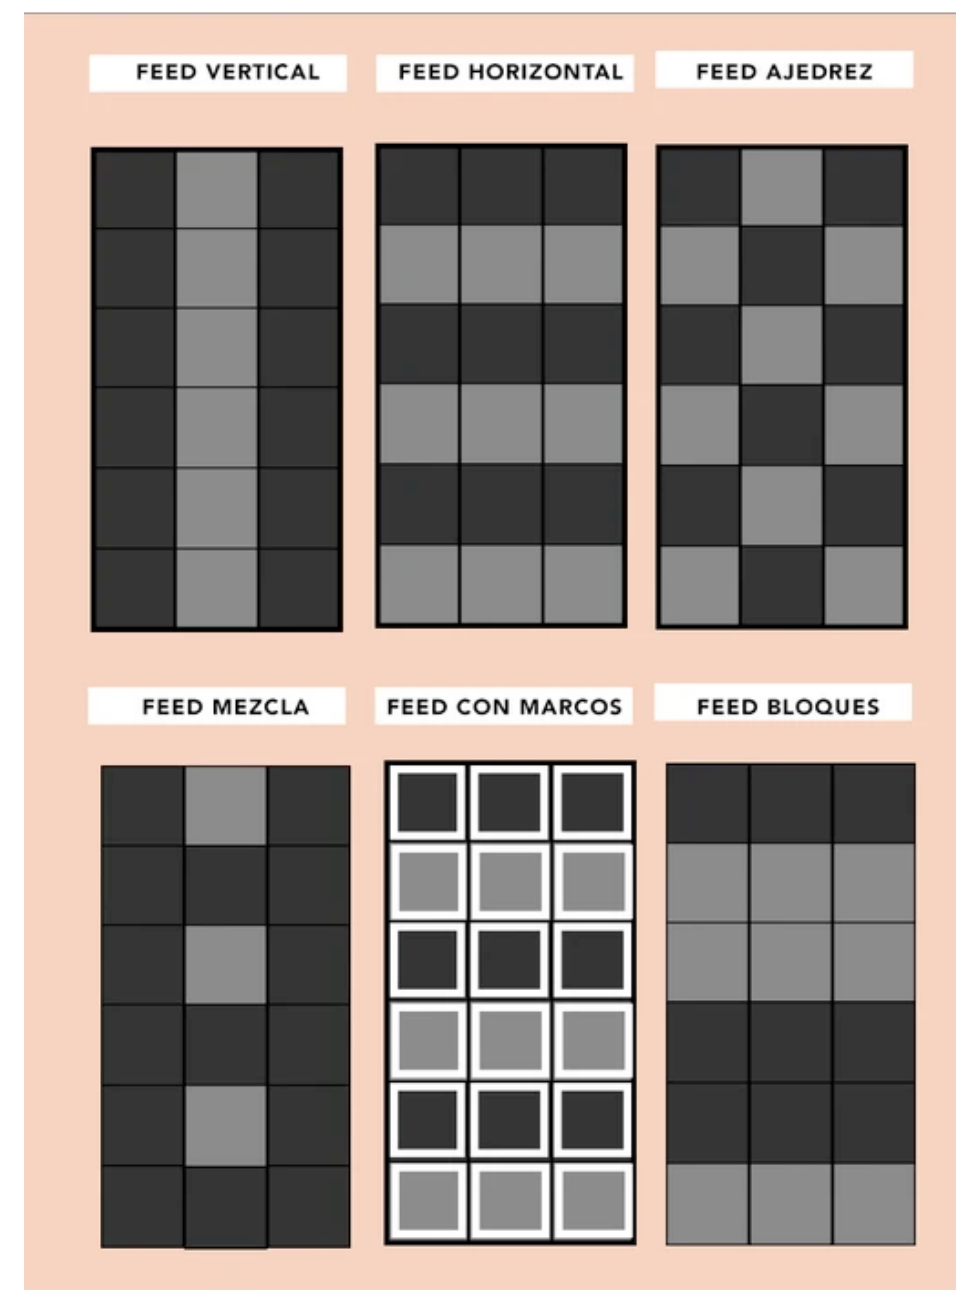 FEED VERTICAL
FEED HORIZONTAL
FEED AJEDREZ
FEED MEZCLA
FEED CON MARCOS
FEED BLOQUES